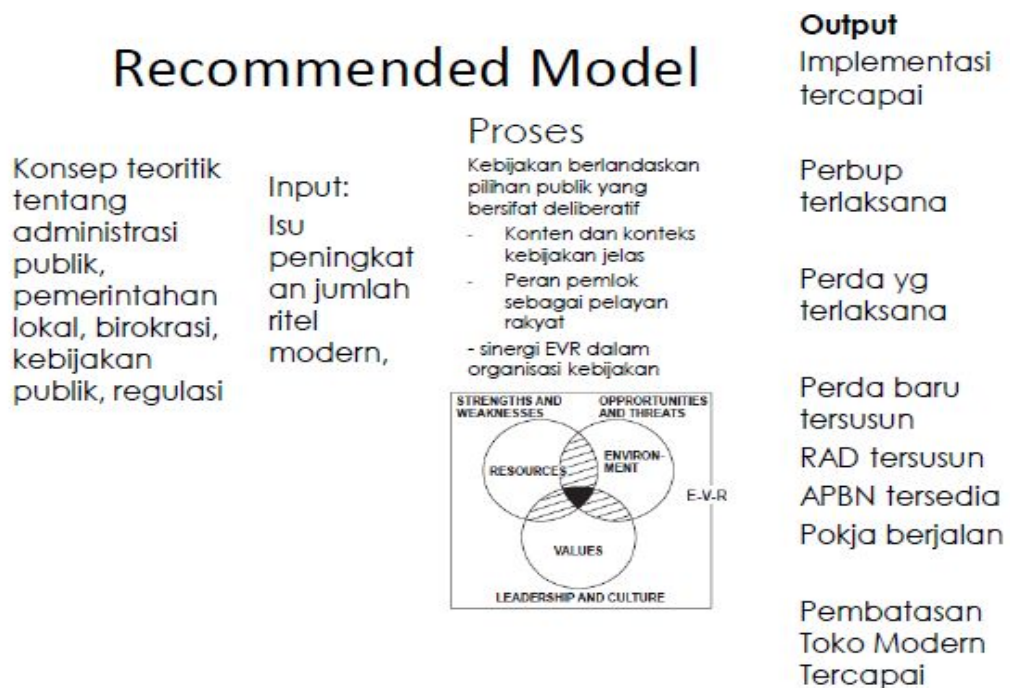 Recommended Model
Konsep teoritik
tentang
administrasi
publik,
pemerintahan
lokal, birokrasi,
kebijakan
publik, regulasi
Input:
Isu
peningkat
an jumlah
ritel
modern,
Proses
Kebijakan berlandaskan
pilihan publik yang
bersifat deliberatif
- Konten dan konteks
kebijakan jelas
- Peran pemlok
sebagai pelayan
rakyat
- sinergi EVR dalam
organisasi kebijakan
STRENGTHS AND
WEAKNESSES
OPPRORTUNITIES
AND THREATS
RESOURCES
ENVIRON-
MENT
E-V-R
VALUES
LEADERSHIP AND CULTURE
Output
Implementasi
tercapai
Perbup
terlaksana
Perda yg
terlaksana
Perda baru
tersusun
RAD tersusun
APBN tersedia
Pokja berjalan
Pembatasan
Toko Modern
Tercapai